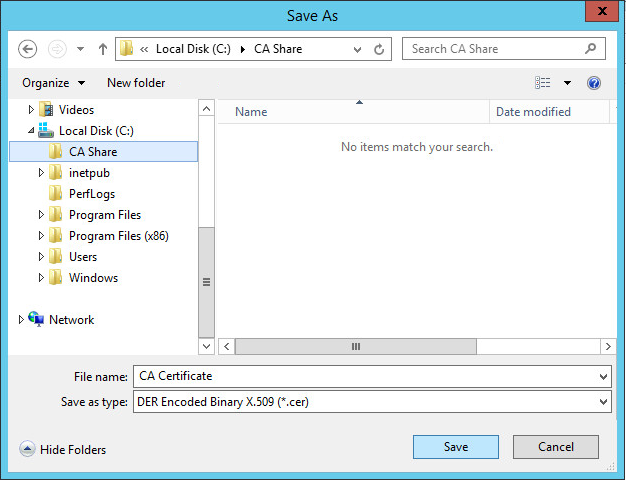 Save As
x
« Local Disk (C:) CA Share
Search CA Share
Organize
New folder
Videos
Local Disk (C:)
CA Share
inetpub
PerfLogs
Program Files
Program Files (x86)
Users
Windows
Network
Name
Date modified
No items match your search.
File name: CA Certificate
Save as type: DER Encoded Binary X.509 (*.cer)
Hide Folders
Save
Cancel